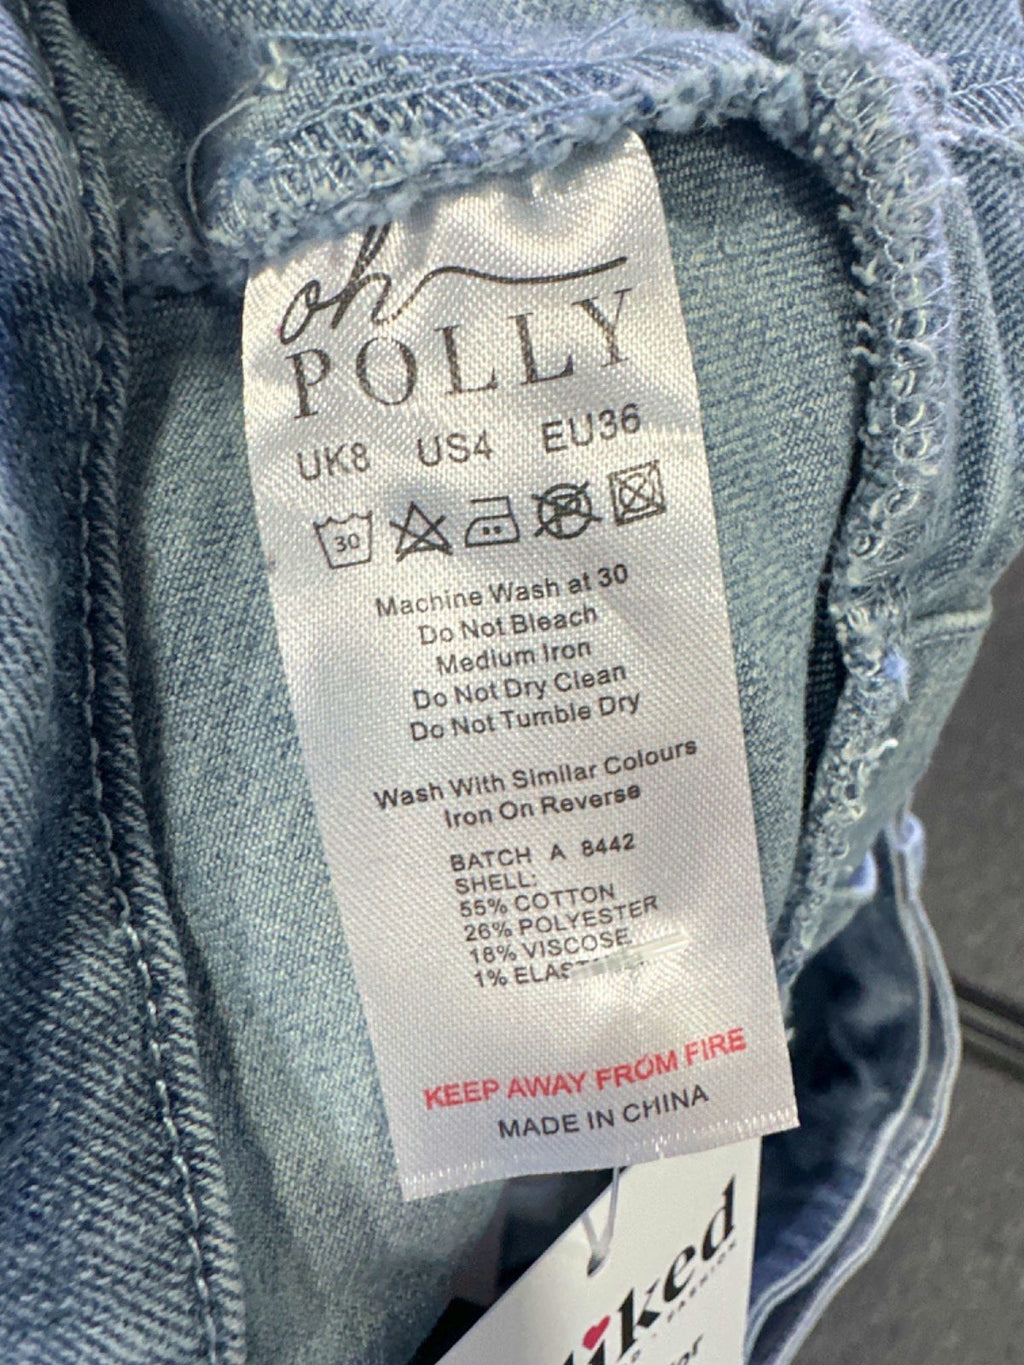 oh
POLLY
UK8 US4 EU36
30
Machine Wash at 30
Do Not Bleach
Medium Iron
Do Not Dry Clean
Do Not Tumble Dry
Wash With Similar Colours
Iron On Reverse
BATCH A 8442
SHELL:
55% COTTON
26% POLYESTER
18% VISCOSE
1%
KEEP AWAY FROM FIRE
MADE IN CHINA
FASHION